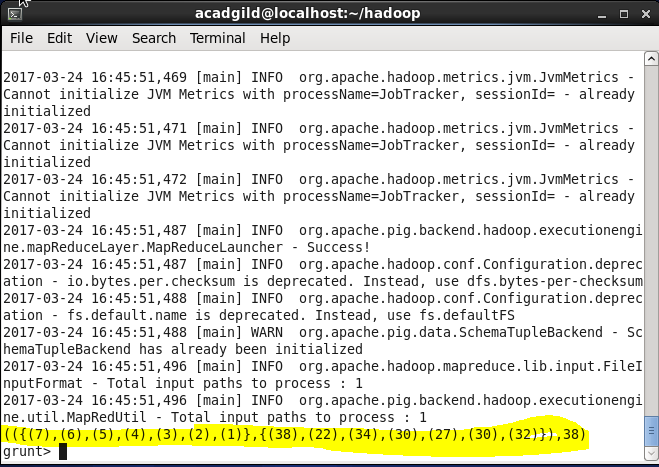 acadgild@localhost:~/hadoop
File Edit View Search Terminal Help
2017-03-24 16:45:51,469 [main] INFO  org.apache.hadoop.metrics.jvm.JvmMetrics -
Cannot initialize JVM Metrics with processName=JobTracker, sessionId= - already
initialized
2017-03-24 16:45:51,471 [main] INFO  org.apache.hadoop.metrics.jvm.JvmMetrics -
Cannot initialize JVM Metrics with processName=JobTracker, sessionId= - already
initialized
2017-03-24 16:45:51,472 [main] INFO  org.apache.hadoop.metrics.jvm.JvmMetrics -
Cannot initialize JVM Metrics with processName=JobTracker, sessionId= - already
initialized
2017-03-24 16:45:51,487 [main] INFO  org.apache.pig.backend.hadoop.executionengi
ne.mapReduceLayer.MapReduceLauncher - Success!
2017-03-24 16:45:51,487 [main] INFO  org.apache.hadoop.conf.Configuration.deprec
ation - io.bytes.per.checksum is deprecated. Instead, use dfs.bytes-per-checksum
2017-03-24 16:45:51,488 [main] INFO  org.apache.hadoop.conf.Configuration.deprec
ation - fs.default.name is deprecated. Instead, use fs.defaultFS
2017-03-24 16:45:51,488 [main] WARN  org.apache.pig.data.SchemaTupleBackend - Sc
hemaTupleBackend has already been initialized
2017-03-24 16:45:51,496 [main] INFO  org.apache.hadoop.mapreduce.lib.input.FileI
nputFormat - Total input paths to process : 1
2017-03-24 16:45:51,496 [main] INFO  org.apache.pig.backend.hadoop.executionengi
ne.util.MapRedUtil - Total input paths to process : 1
(({(7),(6),(5),(4),(3),(2),(1)},{(38),(22),(34),(30),(27),(30),(32)}),38)
grunt>